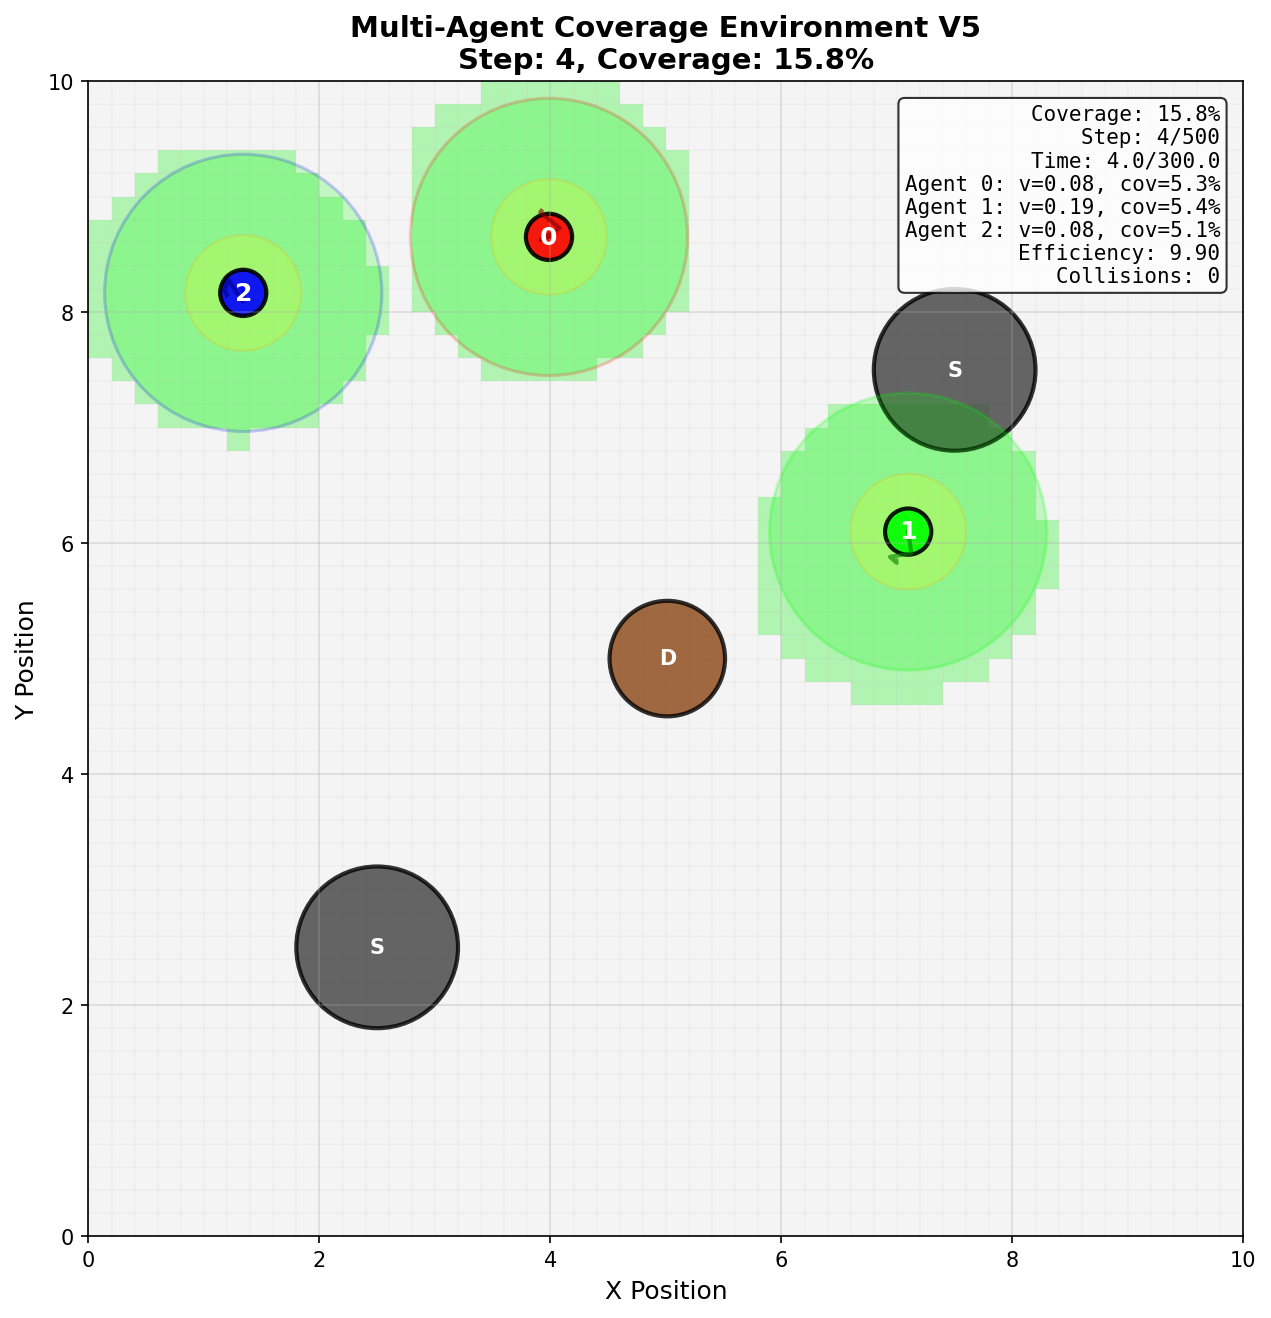 Multi-Agent Coverage Environment V5
Step: 4, Coverage: 15.8%
Coverage: 15.8%
Step: 4/500
Time: 4.0/300.0
Agent 0: v=0.08, cov=5.3%
Agent 1: v=0.19, cov=5.4%
Agent 2: v=0.08, cov=5.1%
Efficiency: 9.90
Collisions: 0
10
8
6
4
2
0
Y Position
2
0
S
1
D
S
0
2
4
6
8
10
X Position